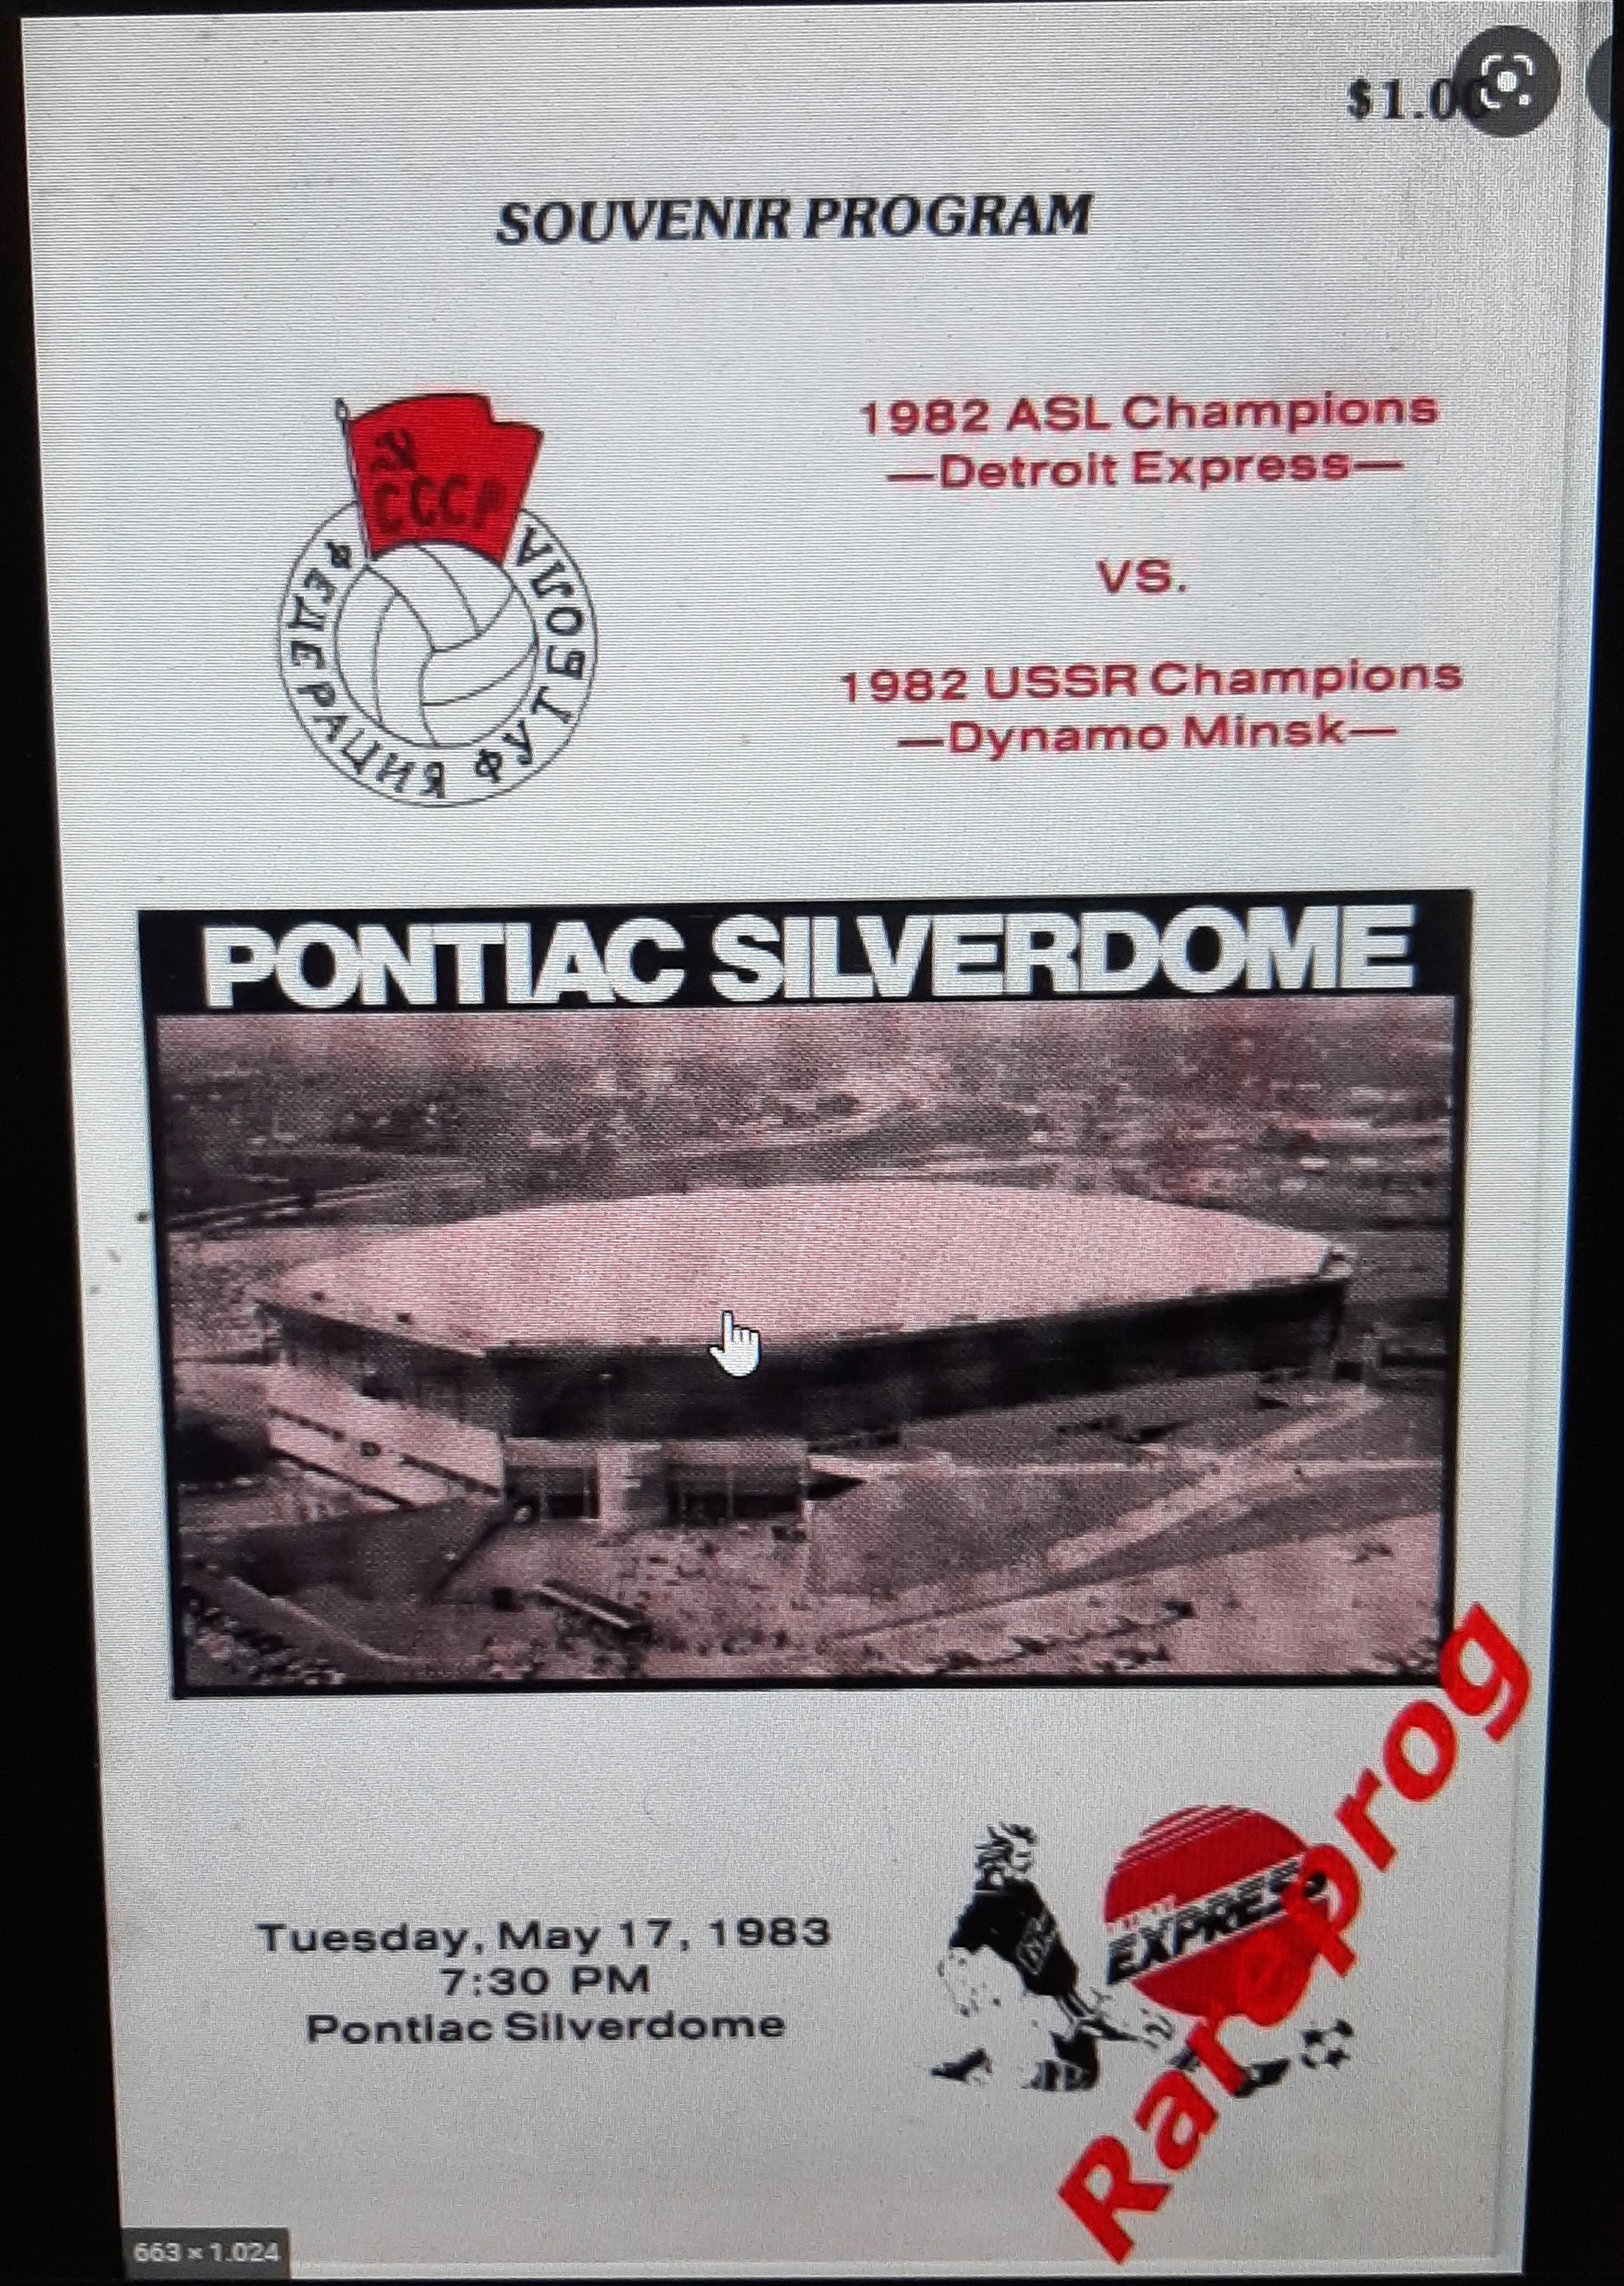 $1.00
SOUVENIR PROGRAM
СССР
ФЕДЕРАЦИЯ ФУТБОЛА
1982 ASL Champions
—Detroit Express—
VS.
1982 USSR Champions
—Dynamo Minsk—
PONTIAC SILVERDOME
Tuesday, May 17, 1983
7:30 PM
Pontiac Silverdome
EXPRESS
Rareprog
663 × 1.024